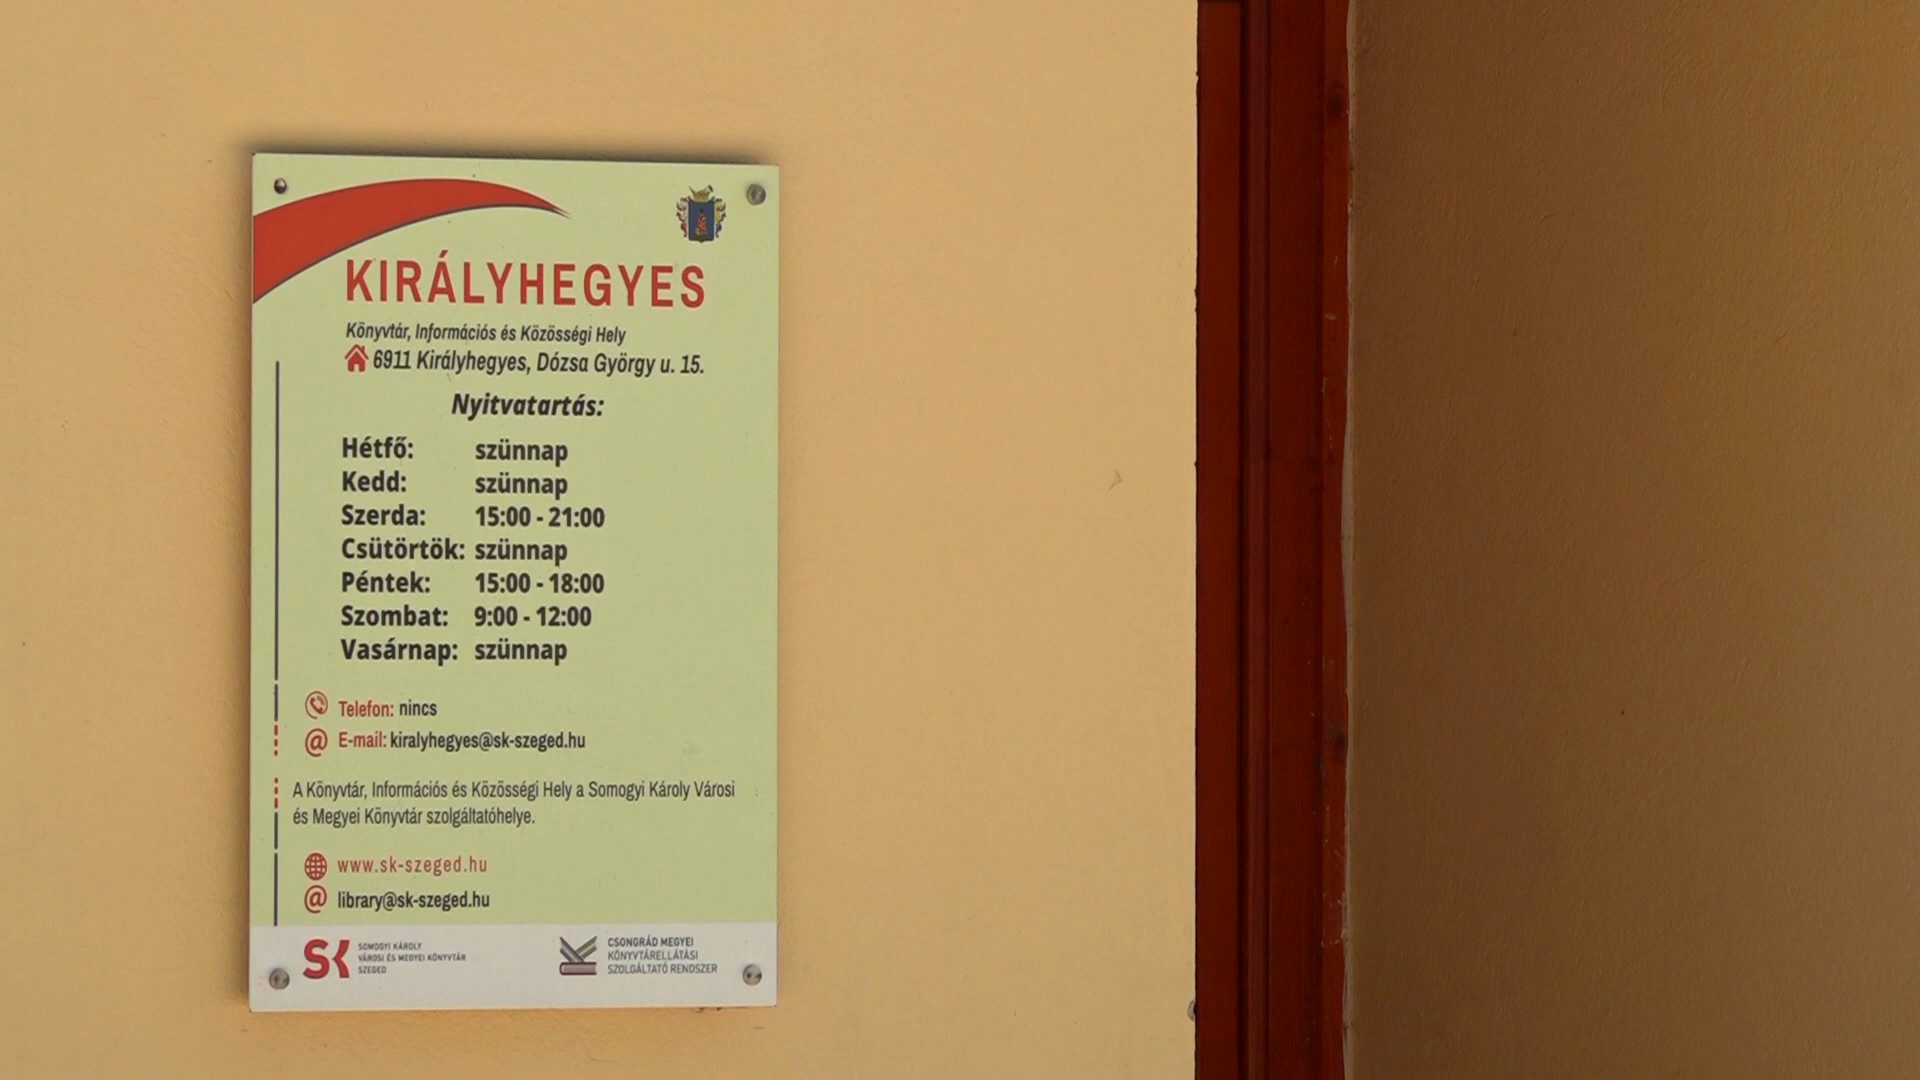 KIRÁLYHEGYES
Könyvtár, Információs és Közösségi Hely
6911 Királyhegyes, Dózsa György u. 15.
Nyitvatartás:
Hétfő: szünnap
Kedd: szünnap
Szerda: 15:00 - 21:00
Csütörtök: szünnap
Péntek: 15:00 - 18:00
Szombat: 9:00 - 12:00
Vasárnap: szünnap
Telefon: nincs
E-mail: kiralyhegyes@sk-szeged.hu
A Könyvtár, Információs és Közösségi Hely a Somogyi Károly Városi
és Megyei Könyvtár szolgáltatóhelye.
www.sk-szeged.hu
library@sk-szeged.hu
SK
SOMOGYI KÁROLY
VÁROSI ÉS MEGYEI KÖNYVTÁR
SZEGED
CSONGRÁD MEGYEI
KÖNYVTÁRELLÁTÁSI
SZOLGÁLTATÓ RENDSZER